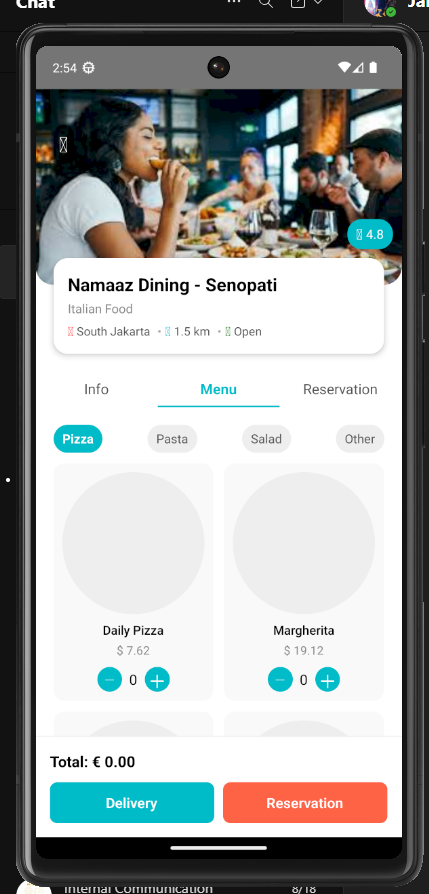 Chat
2:54
4.8
Namaaz Dining - Senopati
Italian Food
South Jakarta • 1.5 km • Open
Info Menu Reservation
Pizza Pasta Salad Other
Daily Pizza Margherita
$ 7.62 $ 19.12
− 0 + − 0 +
Total: € 0.00
Delivery Reservation
Internal Communication 8/18